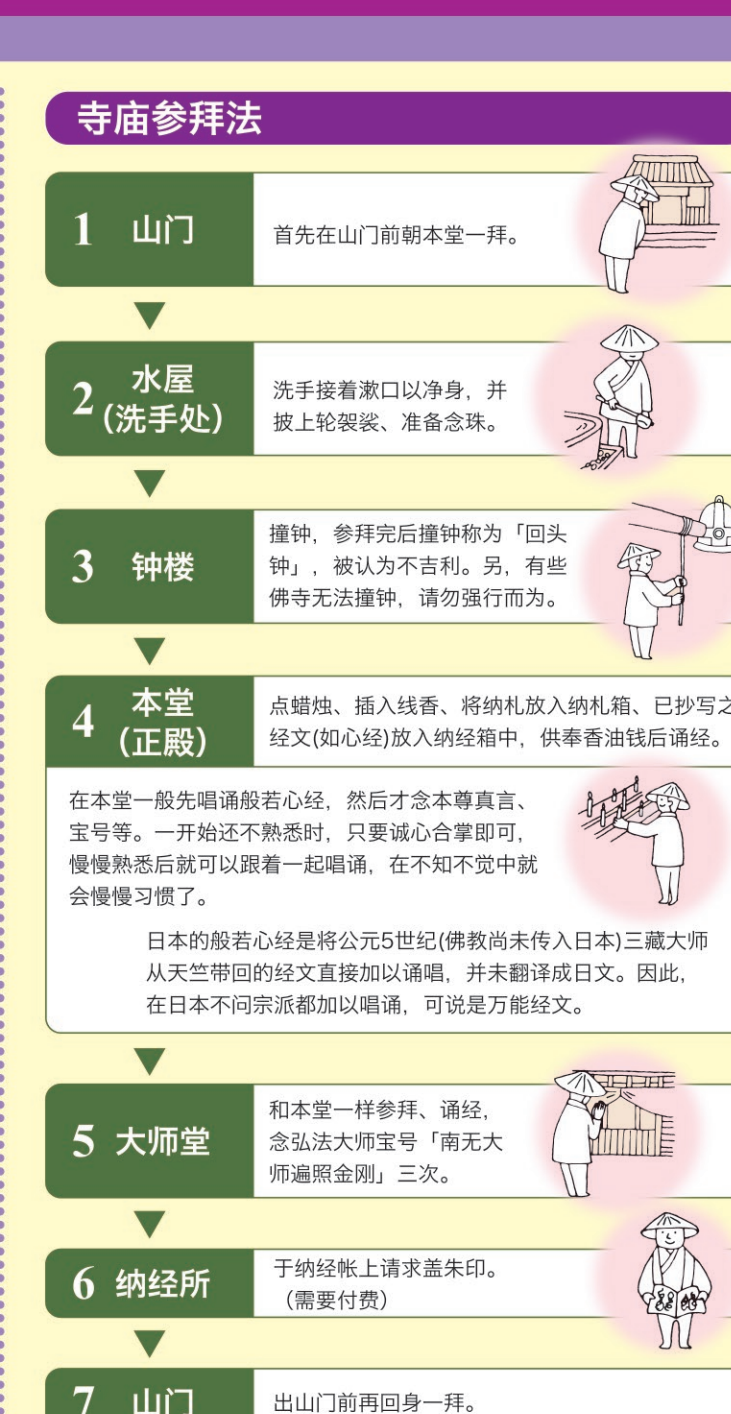 寺庙参拜法
1 山门
首先在山门前朝本堂一拜。
2 水屋
(洗手处)
洗手接着漱口以净身，并
披上轮袈裟、准备念珠。
3 钟楼
撞钟，参拜完后撞钟称为「回头
钟」，被认为不吉利。另，有些
佛寺无法撞钟，请勿强行而为。
4 本堂
(正殿)
点蜡烛、插入线香、将纳札放入纳札箱、已抄写之
经文(如心经)放入纳经箱中，供奉香油钱后诵经。
在本堂一般先唱诵般若心经，然后才念本尊真言、
宝号等。一开始还不熟悉时，只要诚心合掌即可，
慢慢熟悉后就可以跟着一起唱诵，在不知不觉中就
会慢慢习惯了。
日本的般若心经是将公元5世纪(佛教尚未传入日本)三藏大师
从天竺带回的经文直接加以诵唱，并未翻译成日文。因此，
在日本不问宗派都加以唱诵，可说是万能经文。
5 大师堂
和本堂一样参拜、诵经，
念弘法大师宝号「南无大
师遍照金刚」三次。
6 纳经所
于纳经帐上请求盖朱印。
（需要付费）
7 山门
出山门前再回身一拜。